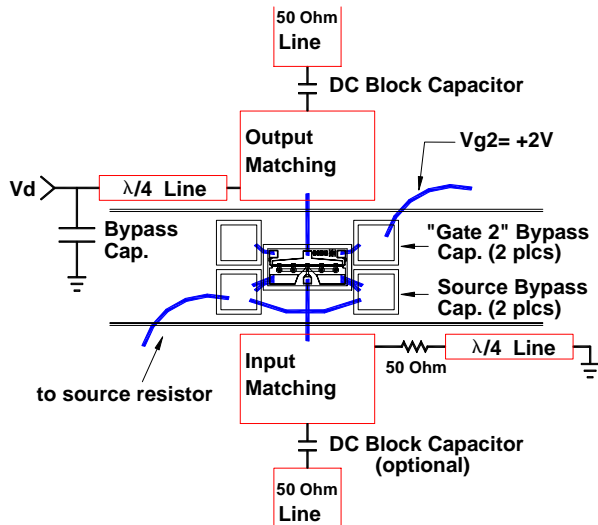 50 Ohm
Line
DC Block Capacitor
Output
Matching
Vg2= +2V
Vd
λ/4 Line
Bypass
Cap.
"Gate 2" Bypass
Cap. (2 plcs)
Source Bypass
Cap. (2 plcs)
Input
Matching
50 Ohm
λ/4 Line
to source resistor
DC Block Capacitor
(optional)
50 Ohm
Line